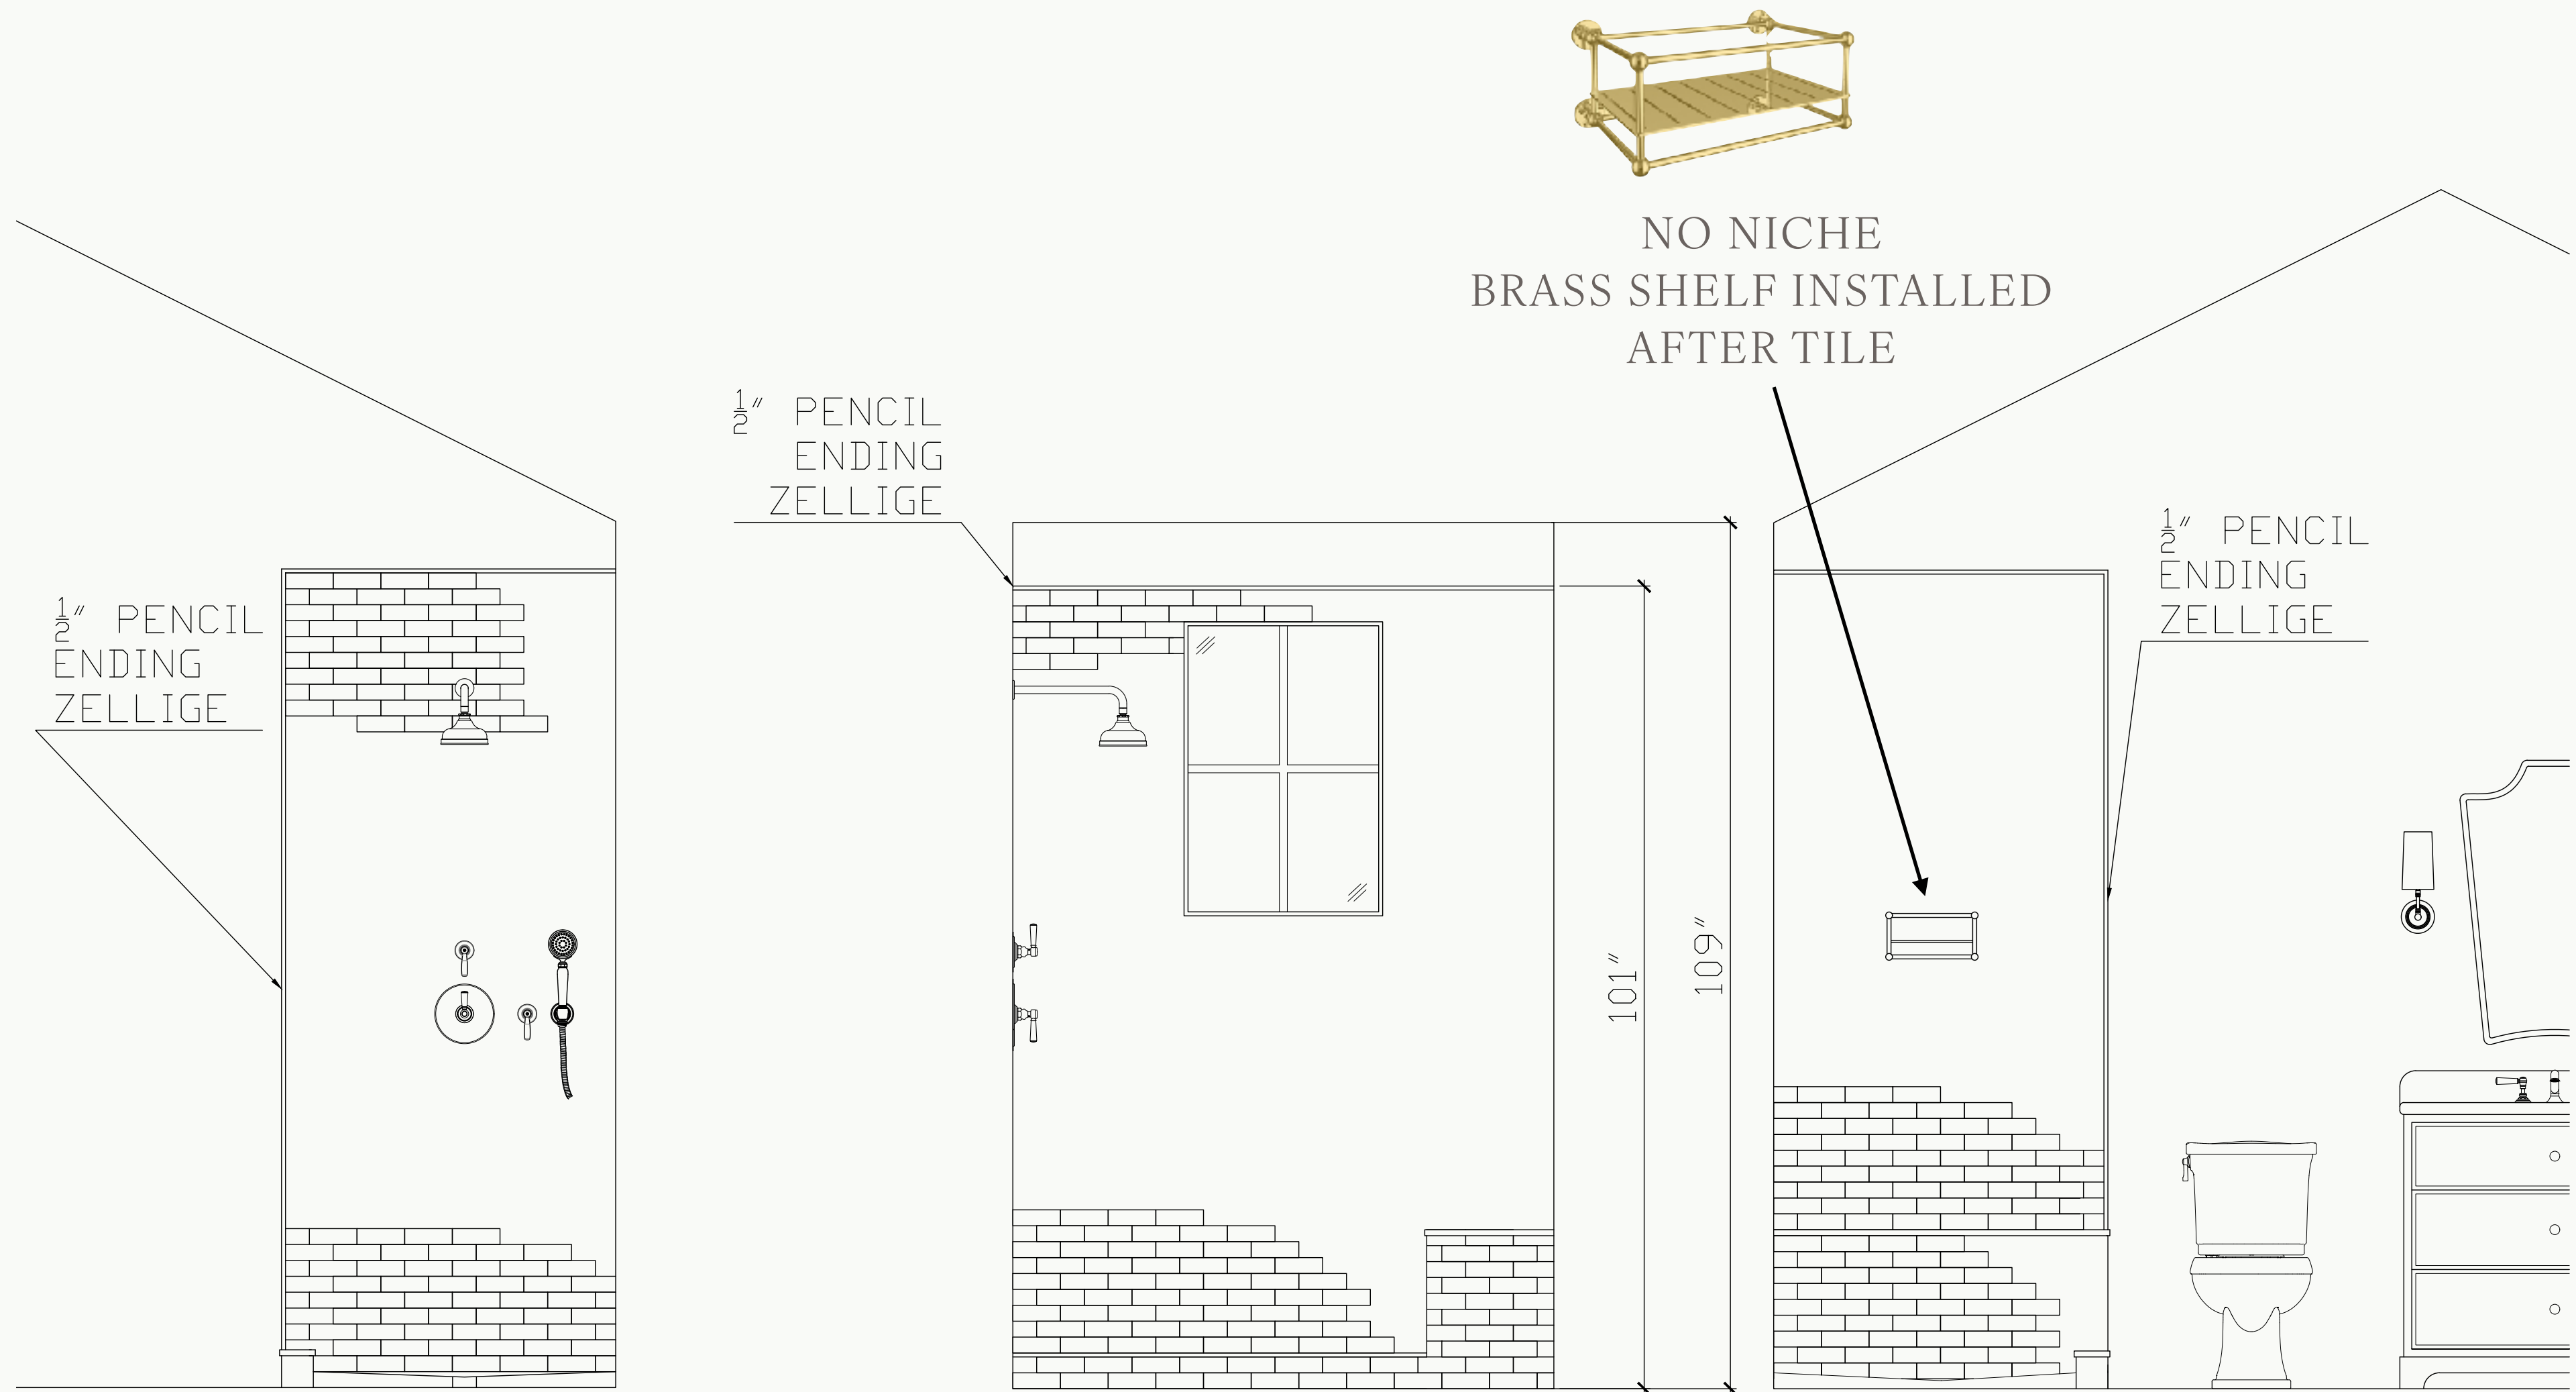 NO NICHE
BRASS SHELF INSTALLED
AFTER TILE
1/2" PENCIL
ENDING
ZELLIGE
1/2" PENCIL
ENDING
ZELLIGE
1/2" PENCIL
ENDING
ZELLIGE
101"
109"